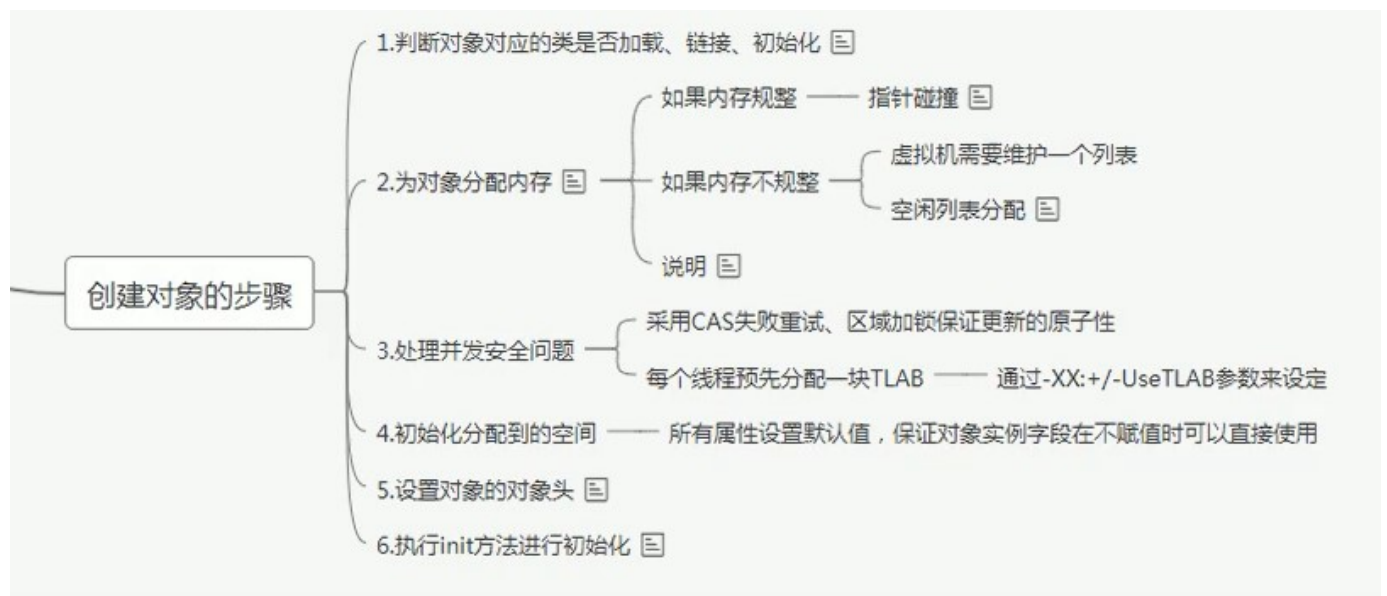 1.判断对象对应的类是否加载、链接、初始化
如果内存规整
指针碰撞
虚拟机需要维护一个列表
2.为对象分配内存
如果内存不规整
空闲列表分配
说明
创建对象的步骤
采用CAS失败重试、区域加锁保证更新的原子性
3.处理并发安全问题
每个线程预先分配一块TLAB
通过-XX:+/-UseTLAB参数来设定
4.初始化分配到的空间
所有属性设置默认值，保证对象实例字段在不赋值时可以直接使用
5.设置对象的对象头
6.执行init方法进行初始化